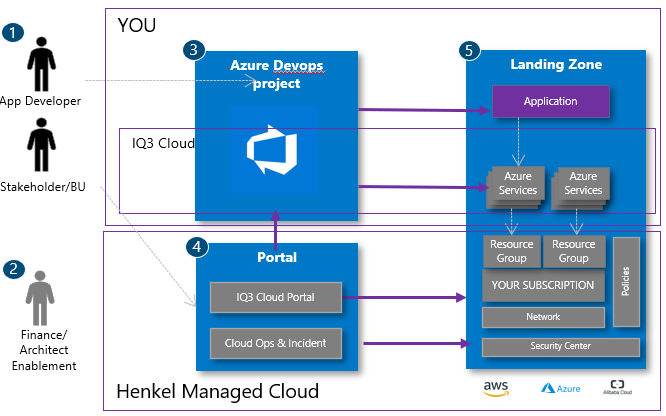 YOU
1
App Developer
Stakeholder/BU
2
Finance/
Architect
Enablement
IQ3 Cloud
3
Azure Devops
project
4
Portal
IQ3 Cloud Portal
Cloud Ops & Incident
5
Landing Zone
Application
Azure
Services
Azure
Services
Resource
Group
Resource
Group
YOUR SUBSCRIPTION
Network
Policies
Security Center
Henkel Managed Cloud
aws
Azure
Alibaba Cloud